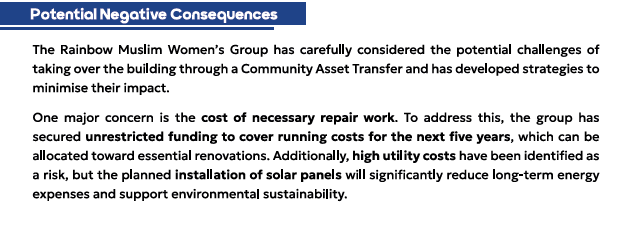 Potential Negative Consequences
The Rainbow Muslim Women's Group has carefully considered the potential challenges of
taking over the building through a Community Asset Transfer and has developed strategies to
minimise their impact.
One major concern is the cost of necessary repair work. To address this, the group has
secured unrestricted funding to cover running costs for the next five years, which can be
allocated toward essential renovations. Additionally, high utility costs have been identified as
a risk, but the planned installation of solar panels will significantly reduce long-term energy
expenses and support environmental sustainability.